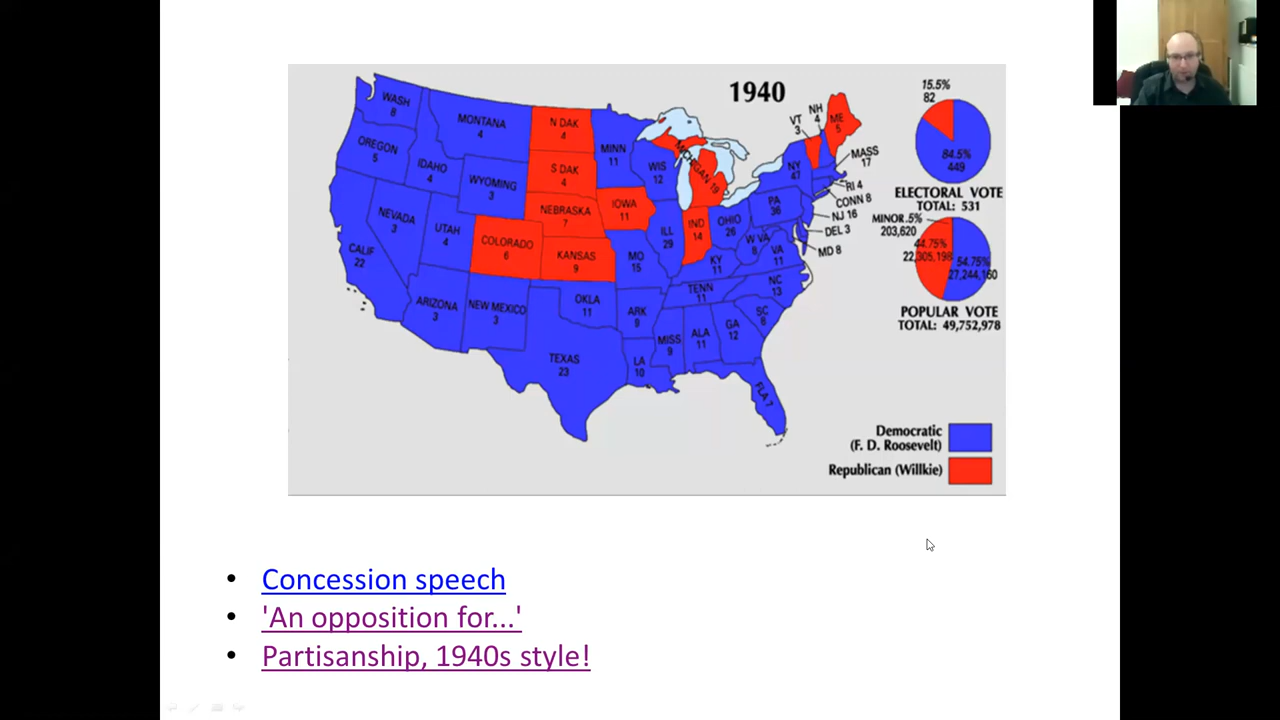 1940
WASH
8
OREGON
5
CALIF
22
NEVADA
3
IDAHO
4
MONTANA
4
WYOMING
3
UTAH
4
ARIZONA
3
NEW MEXICO
3
COLORADO
6
N DAK
4
S DAK
4
NEBRASKA
7
KANSAS
9
OKLA
11
TEXAS
23
MINN
11
IOWA
11
MO
15
ARK
9
LA
10
WIS
12
ILL
29
MICHIGAN 19
IND
14
OHIO
26
KY
11
TENN
11
MISS
9
ALA
11
GA
12
FLA 7
SC
8
NC
13
VA
11
W VA
8
PA
36
NY
47
VT
3
NH
4
ME
5
MASS
17
RI 4
CONN 8
NJ 16
DEL 3
MD 8
15.5%
82
84.5%
449
ELECTORAL VOTE
TOTAL: 531
MINOR .5%
203,620
44.75%
22,305,198
54.75%
27,244,160
POPULAR VOTE
TOTAL: 49,752,978
Democratic
(F. D. Roosevelt)
Republican (Willkie)
• Concession speech
• 'An opposition for...'
• Partisanship, 1940s style!